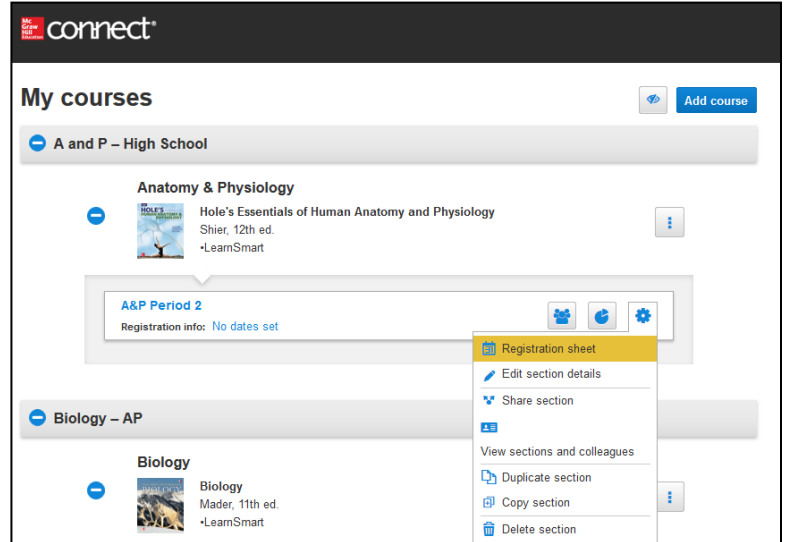 Mc
Graw
Hill
Education
connect
My courses
Add course
A and P – High School
Anatomy & Physiology
HOLE'S
Hole's Essentials of Human Anatomy and Physiology
Shier, 12th ed.
•LearnSmart
A&P Period 2
Registration info: No dates set
Registration sheet
Edit section details
Share section
View sections and colleagues
Duplicate section
Copy section
Delete section
Biology – AP
Biology
BIOLOGY
Biology
Mader, 11th ed.
•LearnSmart